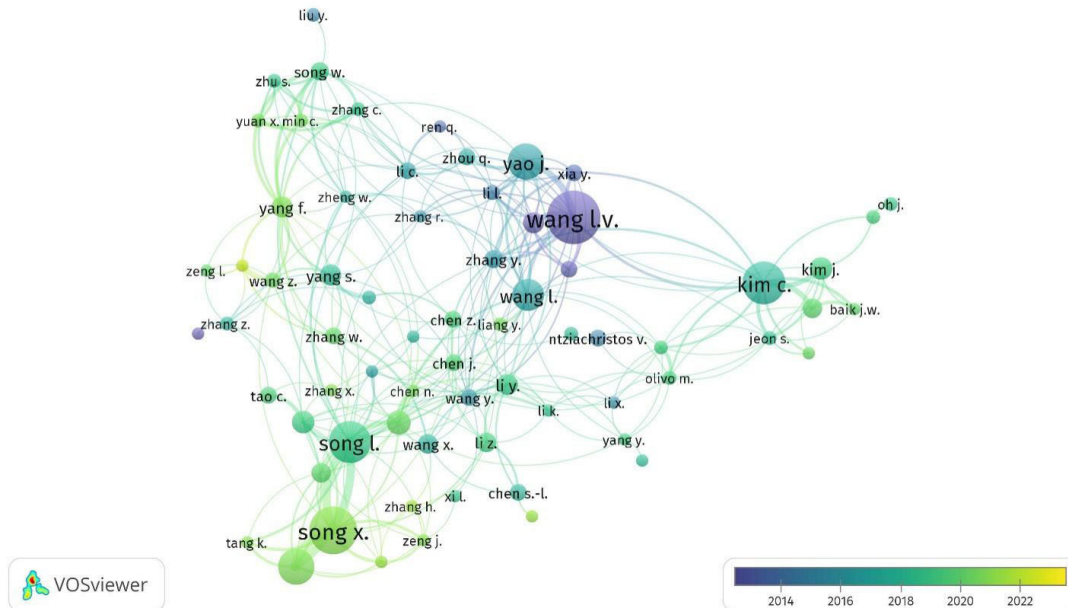 liu y.
song w.
zhu s.
zhang c.
yuan x. min c.
ren q.
zhou q.
yao j.
li c.
xia y.
li l.
zheng w.
yang f.
zhang r.
wang l.v.
oh j.
zhang y.
zeng l.
wang z.
yang s.
kim j.
kim c.
wang l.
baik j.w.
zhang z.
chen z.
liang y.
zhang w.
ntziachristos v.
jeon s.
chen j.
olivo m.
tao c.
zhang x.
chen n.
li y.
wang y.
li k.
li x.
song l.
wang x.
li z.
yang y.
xi l.
chen s.-l.
zhang h.
song x.
tang k.
zeng j.
VOSviewer
2014 2016 2018 2020 2022